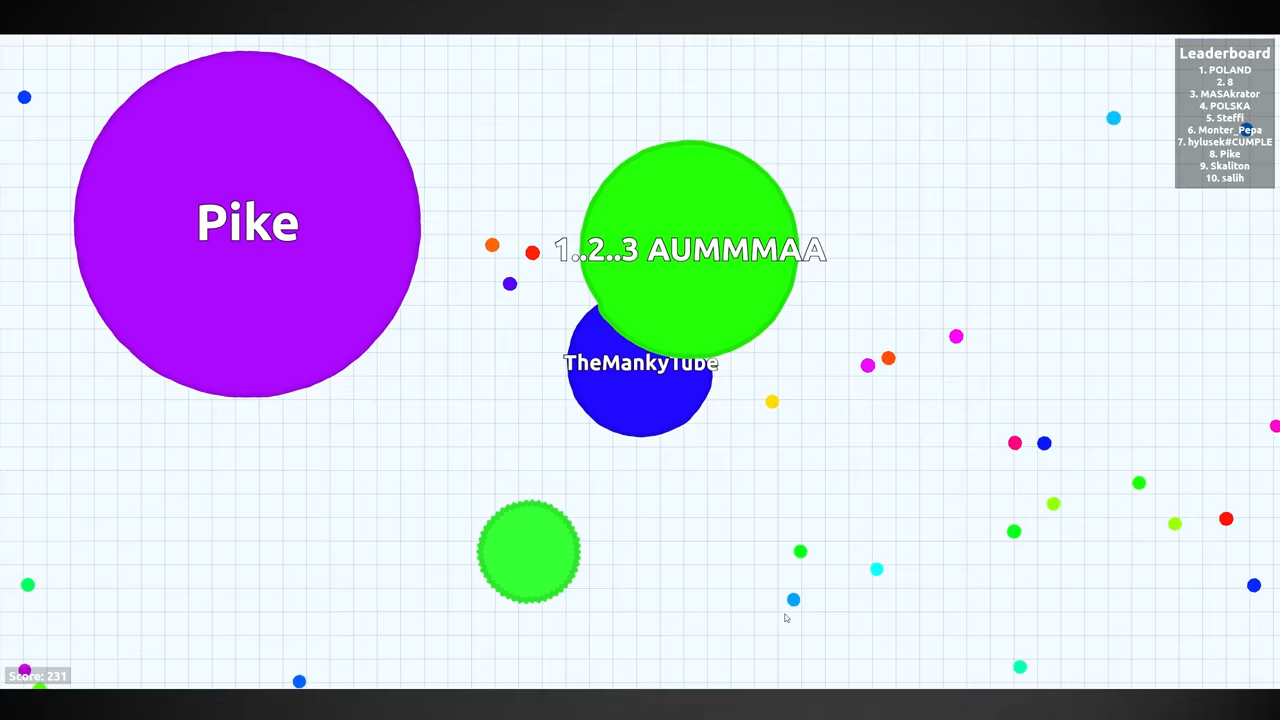 Leaderboard
1. POLAND
2. 8
3. MASAkrator
4. POLSKA
5. Steffi
6. Monter_Pepa
7. hylusek#CUMPLE
8. Pike
9. Skaliton
10. salih
Pike
1..2..3 AUMMMAA
TheMankyTube
Score: 231